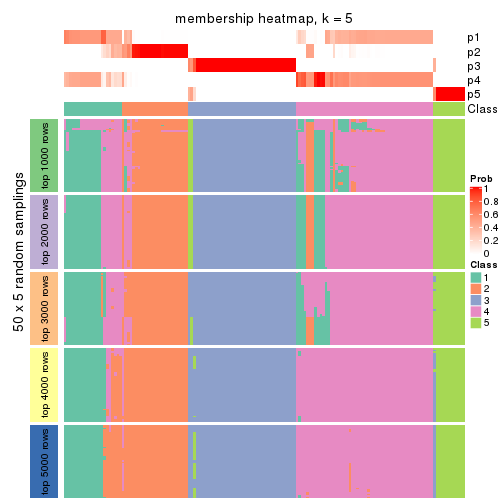 membership heatmap, k = 5
p1
p2
p3
p4
p5
Class
50 x 5 random samplings
top 1000 rows
top 2000 rows
top 3000 rows
top 4000 rows
top 5000 rows
Prob
1
0.8
0.6
0.4
0.2
0
Class
1
2
3
4
5